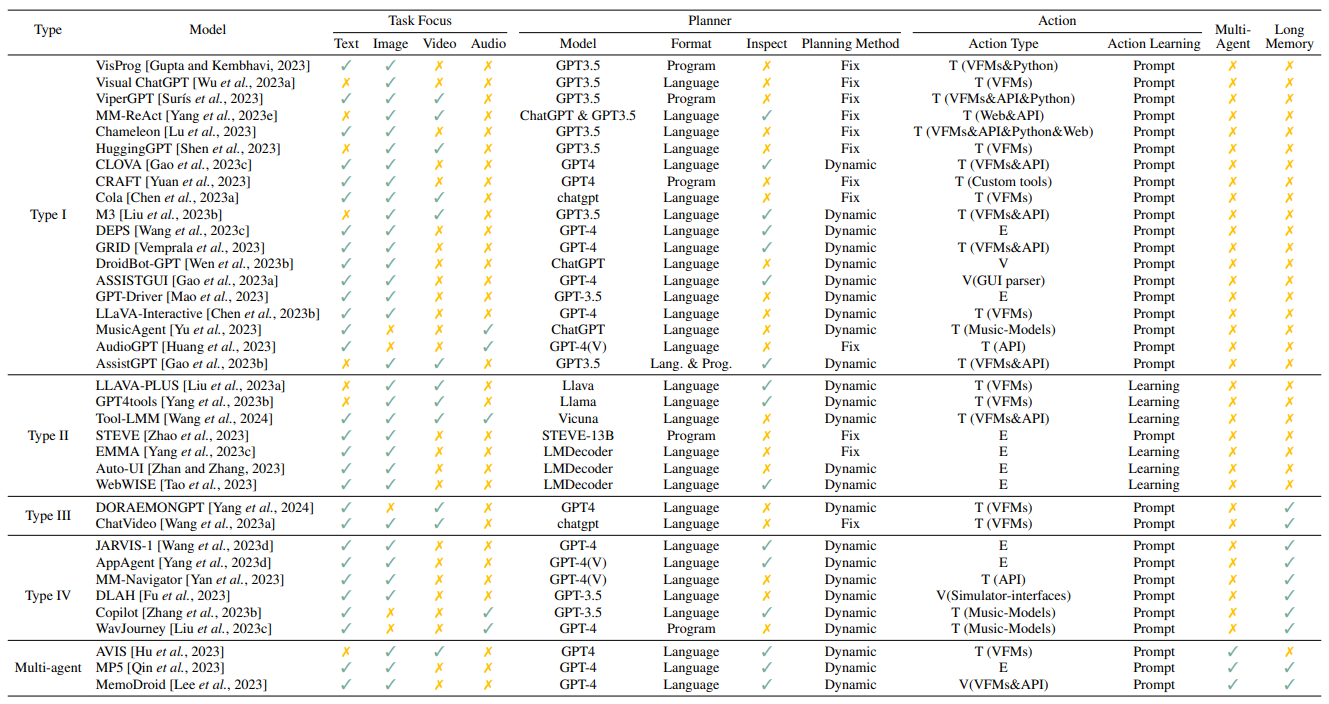 Type Model Task Focus Planner Action Multi-Agent Long Memory
Text Image Video Audio Model Format Inspect Planning Method Action Type Action Learning
VisProg [Gupta and Kembhavi, 2023] ✓ ✓ ✗ ✗ GPT3.5 Program ✗ Fix T (VFMs&Python) Prompt ✗ ✗
Visual ChatGPT [Wu et al., 2023a] ✗ ✓ ✗ ✗ GPT3.5 Language ✗ Fix T (VFMs) Prompt ✗ ✗
ViperGPT [Surís et al., 2023] ✓ ✓ ✓ ✗ GPT3.5 Program ✗ Fix T (VFMs&API&Python) Prompt ✗ ✗
MM-ReAct [Yang et al., 2023e] ✗ ✓ ✓ ✗ ChatGPT & GPT3.5 Language ✓ Fix T (Web&API) Prompt ✗ ✗
Chameleon [Lu et al., 2023] ✓ ✓ ✗ ✗ GPT3.5 Language ✗ Fix T (VFMs&API&Python&Web) Prompt ✗ ✗
HuggingGPT [Shen et al., 2023] ✗ ✓ ✓ ✗ GPT3.5 Language ✗ Fix T (VFMs) Prompt ✗ ✗
CLOVA [Gao et al., 2023c] ✓ ✓ ✗ ✗ GPT4 Language ✓ Dynamic T (VFMs&API) Prompt ✗ ✗
CRAFT [Yuan et al., 2023] ✓ ✓ ✗ ✗ GPT4 Program ✗ Fix T (Custom tools) Prompt ✗ ✗
Cola [Chen et al., 2023a] ✓ ✓ ✓ ✗ chatgpt Language ✗ Fix T (VFMs) Prompt ✗ ✗
Type I M3 [Liu et al., 2023b] ✗ ✓ ✓ ✗ GPT3.5 Language ✓ Dynamic T (VFMs&API) Prompt ✗ ✗
DEPS [Wang et al., 2023c] ✓ ✓ ✗ ✗ GPT-4 Language ✓ Dynamic E Prompt ✗ ✗
GRID [Vemprala et al., 2023] ✓ ✓ ✗ ✗ GPT-4 Language ✓ Dynamic T (VFMs&API) Prompt ✗ ✗
DroidBot-GPT [Wen et al., 2023b] ✓ ✓ ✗ ✗ ChatGPT Language ✗ Dynamic V Prompt ✗ ✗
ASSISTGUI [Gao et al., 2023a] ✓ ✓ ✗ ✗ GPT-4 Language ✓ Dynamic V(GUI parser) Prompt ✗ ✗
GPT-Driver [Mao et al., 2023] ✓ ✓ ✗ ✗ GPT-3.5 Language ✗ Dynamic E Prompt ✗ ✗
LLaVA-Interactive [Chen et al., 2023b] ✓ ✓ ✗ ✗ GPT-4 Language ✗ Dynamic T (VFMs) Prompt ✗ ✗
MusicAgent [Yu et al., 2023] ✓ ✗ ✗ ✓ ChatGPT Language ✗ Dynamic T (Music-Models) Prompt ✗ ✗
AudioGPT [Huang et al., 2023] ✓ ✗ ✗ ✓ GPT-4(V) Language ✗ Fix T (API) Prompt ✗ ✗
AssistGPT [Gao et al., 2023b] ✗ ✓ ✓ ✗ GPT3.5 Lang. & Prog. ✓ Dynamic T (VFMs&API) Prompt ✗ ✗
LLAVA-PLUS [Liu et al., 2023a] ✗ ✓ ✓ ✗ Llava Language ✓ Dynamic T (VFMs) Learning ✗ ✗
GPT4tools [Yang et al., 2023b] ✗ ✓ ✓ ✗ Llama Language ✓ Dynamic T (VFMs) Learning ✗ ✗
Tool-LMM [Wang et al., 2024] ✓ ✓ ✓ ✓ Vicuna Language ✗ Dynamic T (VFMs&API) Learning ✗ ✗
Type II STEVE [Zhao et al., 2023] ✓ ✓ ✗ ✗ STEVE-13B Program ✗ Fix E Prompt ✗ ✗
EMMA [Yang et al., 2023c] ✓ ✓ ✗ ✗ LMDecoder Language ✗ Fix E Learning ✗ ✗
Auto-UI [Zhan and Zhang, 2023] ✓ ✓ ✗ ✗ LMDecoder Language ✗ Dynamic E Learning ✗ ✗
WebWISE [Tao et al., 2023] ✓ ✓ ✗ ✗ LMDecoder Language ✓ Dynamic E Learning ✗ ✗
Type III DORAEMONGPT [Yang et al., 2024] ✓ ✗ ✓ ✗ GPT4 Language ✗ Dynamic T (VFMs) Prompt ✗ ✓
ChatVideo [Wang et al., 2023a] ✓ ✓ ✓ ✗ chatgpt Language ✗ Fix T (VFMs) Prompt ✗ ✓
JARVIS-1 [Wang et al., 2023d] ✓ ✓ ✗ ✗ GPT-4 Language ✓ Dynamic E Prompt ✗ ✓
AppAgent [Yang et al., 2023d] ✓ ✓ ✗ ✗ GPT-4(V) Language ✓ Dynamic E Prompt ✗ ✓
MM-Navigator [Yan et al., 2023] ✓ ✓ ✗ ✗ GPT-4(V) Language ✗ Dynamic T (API) Prompt ✗ ✓
Type IV DLAH [Fu et al., 2023] ✓ ✓ ✗ ✗ GPT-3.5 Language ✗ Dynamic V(Simulator-interfaces) Prompt ✗ ✓
Copilot [Zhang et al., 2023b] ✓ ✗ ✗ ✓ GPT-3.5 Language ✓ Dynamic T (Music-Models) Prompt ✗ ✓
WavJourney [Liu et al., 2023c] ✓ ✗ ✗ ✓ GPT-4 Program ✗ Dynamic T (Music-Models) Prompt ✗ ✓
AVIS [Hu et al., 2023] ✗ ✓ ✓ ✗ GPT4 Language ✓ Dynamic T (VFMs) Prompt ✓ ✗
Multi-agent MP5 [Qin et al., 2023] ✓ ✓ ✗ ✗ GPT-4 Language ✓ Dynamic E Prompt ✓ ✓
MemoDroid [Lee et al., 2023] ✓ ✓ ✗ ✗ GPT-4 Language ✓ Dynamic V(VFMs&API) Prompt ✓ ✓